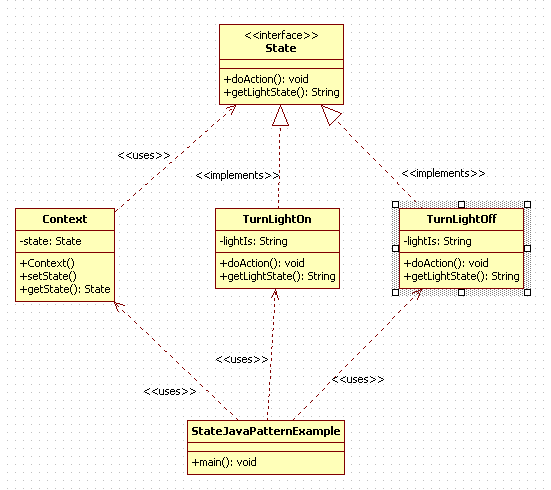 <<interface>>
State
+doAction(): void
+getLightState(): String
<<uses>>
<<implements>>
<<implements>>
Context
-state: State
+Context()
+setState()
+getState(): State
TurnLightOn
-lightIs: String
+doAction(): void
+getLightState(): String
TurnLightOff
-lightIs: String
+doAction(): void
+getLightState(): String
<<uses>>
<<uses>>
<<uses>>
StateJavaPatternExample
+main(): void